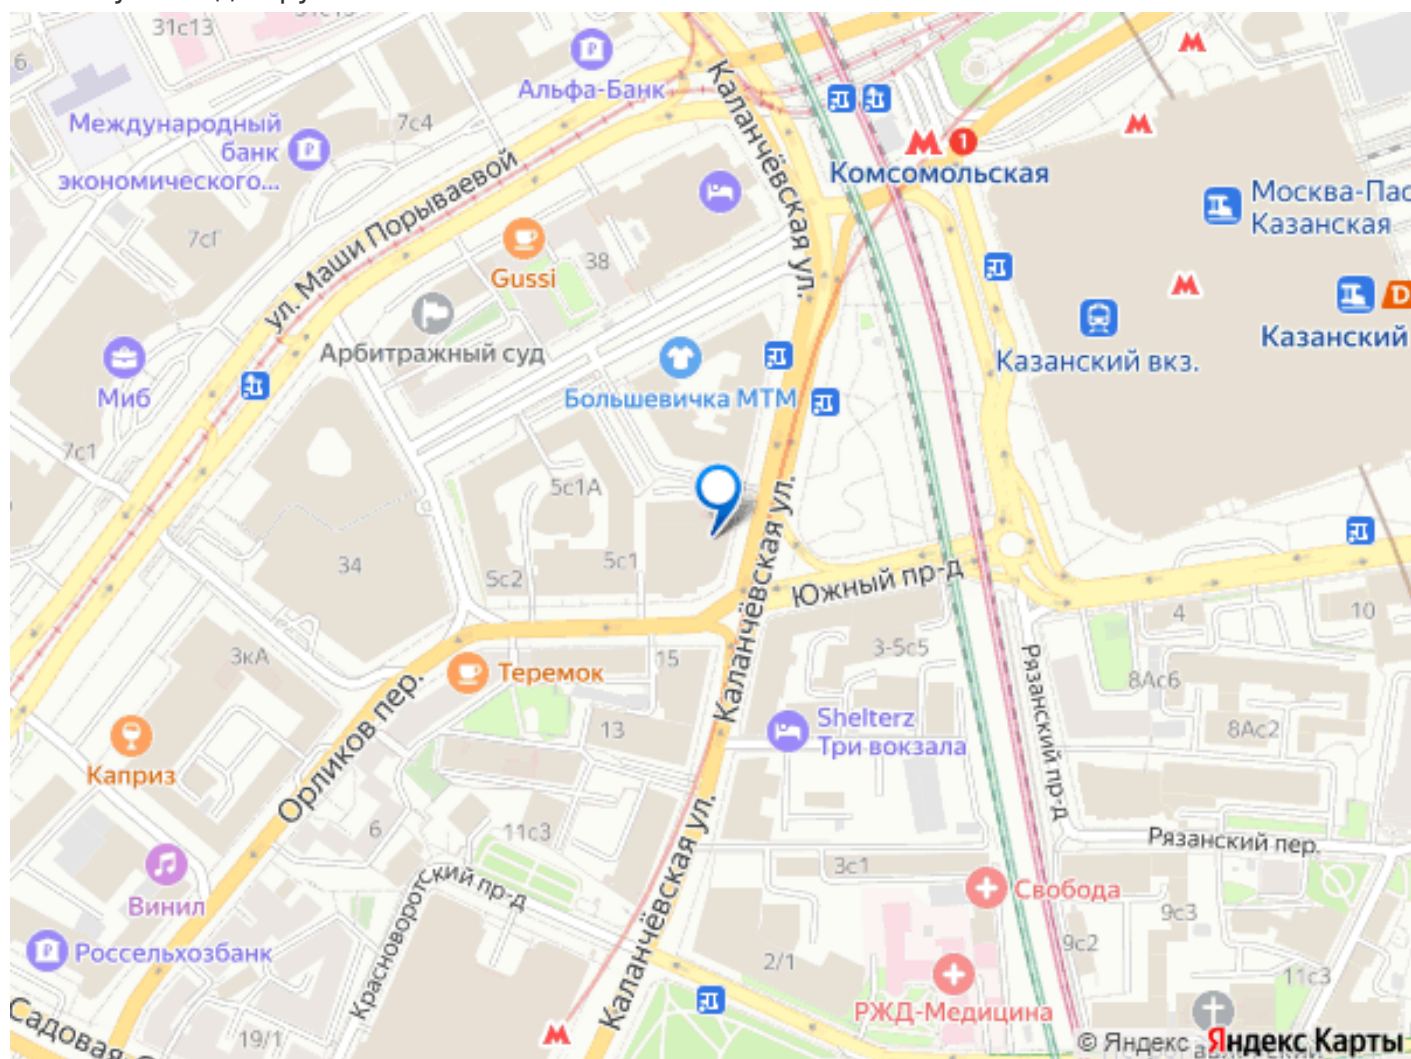 31с13
6
Альфа-Банк
Каланчёвская ул.
Международный
банк
экономического...
7с4
М 1
Комсомольская
Москва-Пас
Казанская
ул. Маши Порываевой
7сГ
Gussi
38
Арбитражный суд
Казанский вкз.
D
Казанский
Миб
Большевичка МТМ
7с1
5с1А
Каланчёвская ул.
34
5с2
5с1
Южный пр-д
4
10
3кА
Теремок
15
3-5с5
Рязанский пр-д
8Ас6
Орликов пер.
13
Shelterz
Три вокзала
8Ас2
Каприз
6
11с3
Каланчёвская ул.
Рязанский пер.
Винил
Красноворотский пр-д
3с1
Свобода
9с3
Россельхозбанк
9с2
2/1
11с3
РЖД-Медицина
Садовая
19/1
М
© Яндекс Яндекс Карты